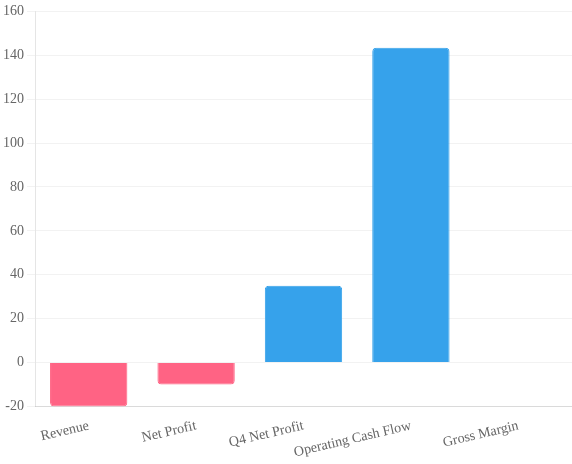 160
140
120
100
80
60
40
20
0
-20
Revenue
Net Profit
Q4 Net Profit
Operating Cash Flow
Gross Margin